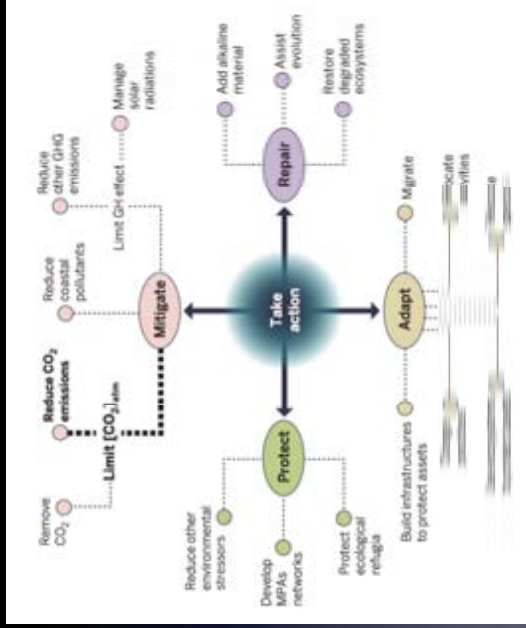 Remove
CO₂
Reduce CO₂
emissions
Reduce
coastal
pollutants
Reduce
other GHG
emissions
Limit [CO₂]atm
Limit GH effect
Manage
solar
radiations
Mitigate
Reduce other
environmental
stressors
Develop
MPAs
networks
Protect
ecological
refugia
Protect
Take
action
Repair
Add alkaline
material
Assist
evolution
Restore
degraded
ecosystems
Adapt
Build infrastructures
to protect assets
Migrate